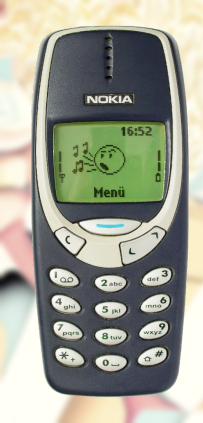 NOKIA
16:52
Menü
1
2 abc
def 3
4 ghi
5 jkl
mno 6
7 pqrs
8 tuv
wxyz 9
* +
0
#